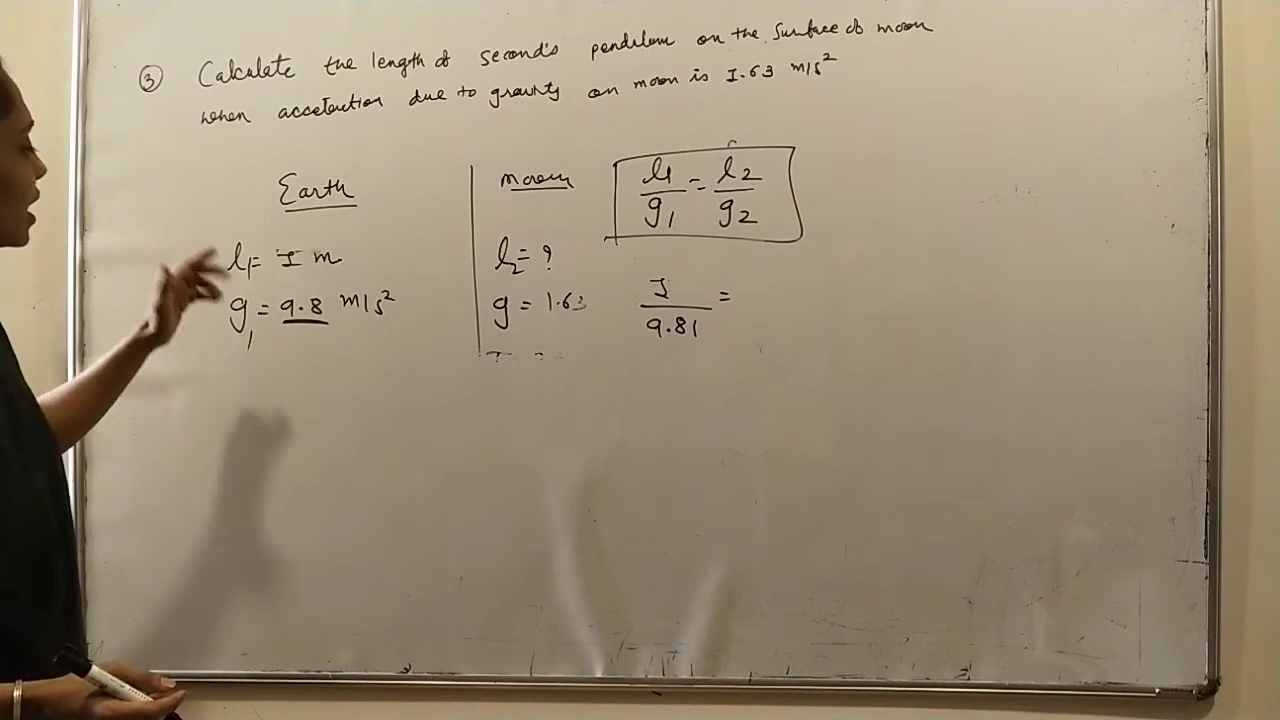 ③ Calculate the length of second's pendulum on the surface of moon
when acceleration due to gravity on moon is 1.63 m/s²
Earth
l₁ = 1 m
g₁ = 9.8 m/s²
moon
l₂ = ?
g = 1.63
l₁/g₁ = l₂/g₂
1/9.81 =